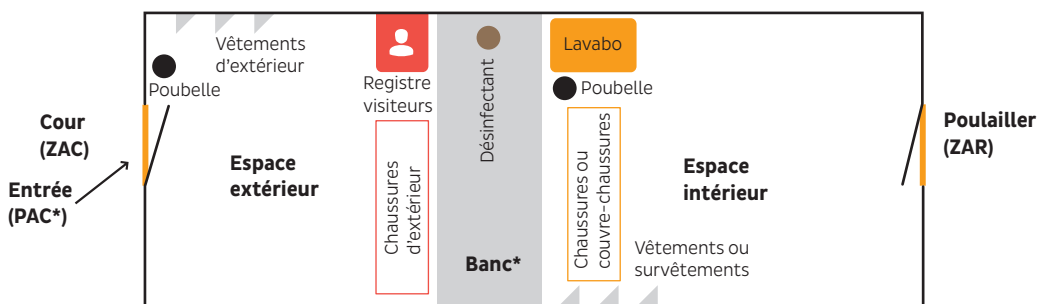 Vêtements
d'extérieur
Poubelle
Cour
(ZAC)
Entrée
(PAC*)
Espace
extérieur
Registre
visiteurs
Chaussures
d'extérieur
Désinfectant
Banc*
Lavabo
Poubelle
Chaussures ou
couvre-chaussures
Espace
intérieur
Vêtements ou
survêtements
Poulailler
(ZAR)